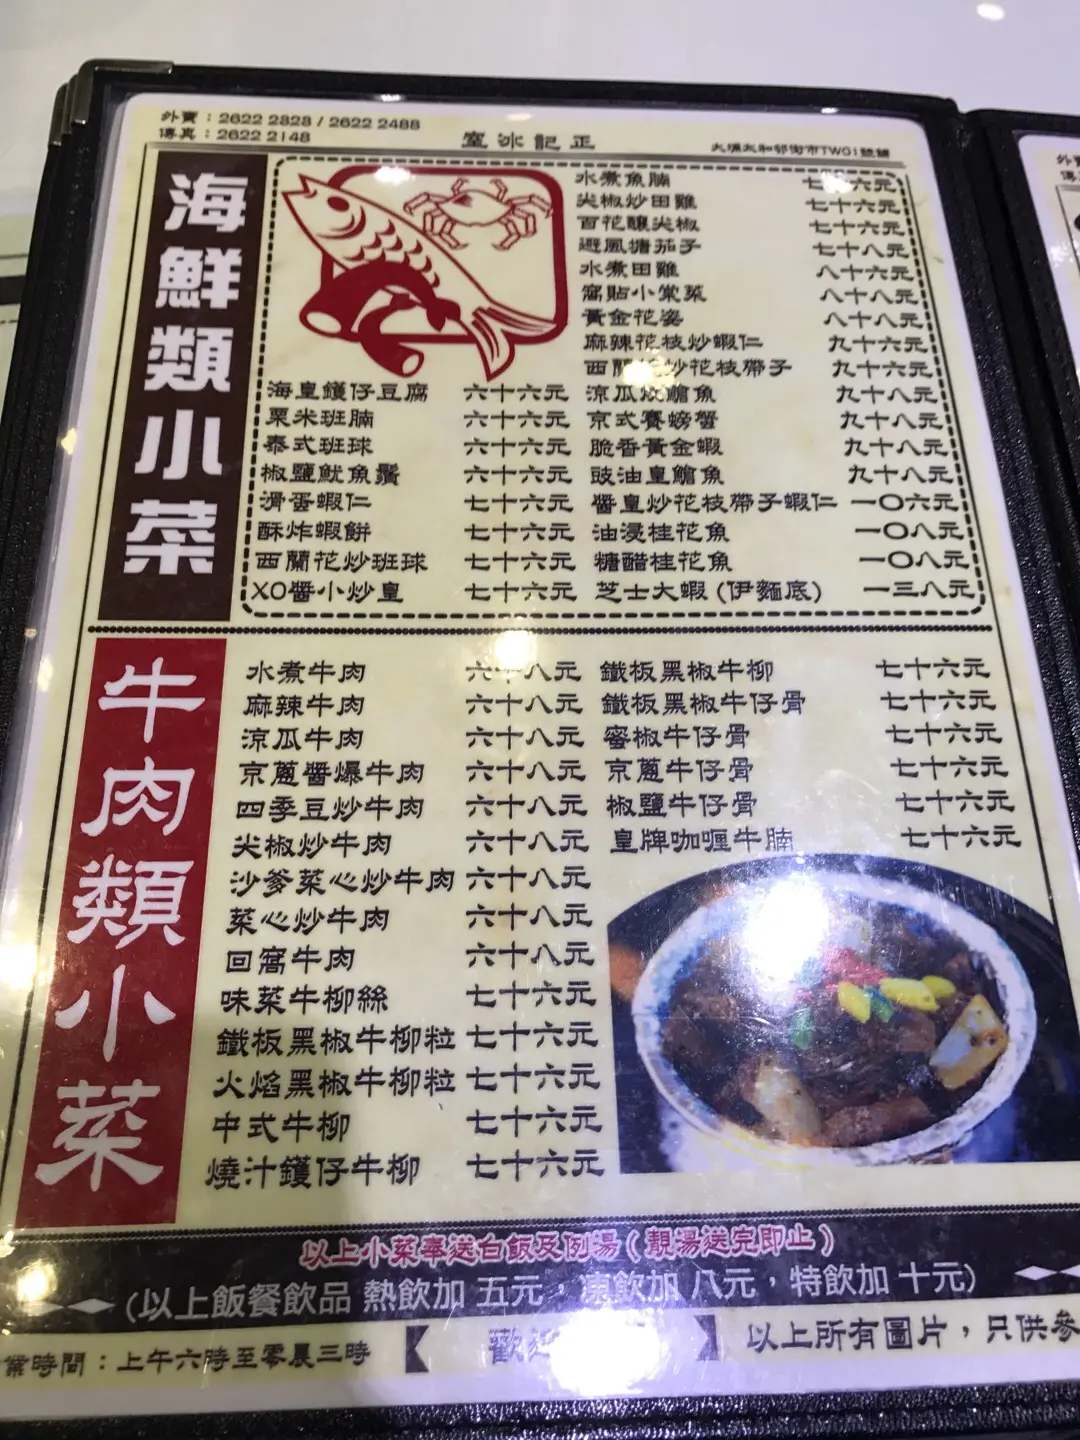 外賣：2622 2828 / 2622 2488
傳真：2622 2148
室冰記正
大埔太和邨街市TW01號舖
海鮮類小菜
水煮魚腩 七十六元
尖椒炒田雞 七十六元
百花釀尖椒 七十六元
避風塘茄子 七十八元
水煮田雞 八十六元
窩貼小棠菜 八十八元
黃金花姿 八十八元
麻辣花枝炒蝦仁 九十六元
西蘭 炒花枝帶子 九十六元
海皇鑊仔豆腐 六十六元
粟米班腩 六十六元
泰式班球 六十六元
椒鹽魷魚鬚 六十六元
滑蛋蝦仁 七十六元
酥炸蝦餅 七十六元
西蘭花炒班球 七十六元
XO醬小炒皇 七十六元
涼瓜炆鱔魚 九十八元
京式賽螃蟹 九十八元
脆香黃金蝦 九十八元
豉油皇鱔魚 九十八元
醬皇炒花枝帶子蝦仁 一〇六元
油浸桂花魚 一〇八元
糖醋桂花魚 一〇八元
芝士大蝦 (伊麵底) 一三八元
牛肉類小菜
水煮牛肉 六十八元
麻辣牛肉 六十八元
涼瓜牛肉 六十八元
京蔥醬爆牛肉 六十八元
四季豆炒牛肉 六十八元
尖椒炒牛肉 六十八元
沙爹菜心炒牛肉 六十八元
菜心炒牛肉 六十八元
回窩牛肉 六十八元
味菜牛柳絲 七十六元
鐵板黑椒牛柳粒 七十六元
火焰黑椒牛柳粒 七十六元
中式牛柳 七十六元
燒汁鑊仔牛柳 七十六元
鐵板黑椒牛柳 七十六元
鐵板黑椒牛仔骨 七十六元
蜜椒牛仔骨 七十六元
京蔥牛仔骨 七十六元
椒鹽牛仔骨 七十六元
皇牌咖喱牛腩 七十六元
以上小菜奉送白飯及例湯 ( 靚湯送完即止 )
(以上飯餐飲品 熱飲加 五元，凍飲加 八元，特飲加 十元)
業時間：上午六時至零晨三時
歡迎
以上所有圖片，只供參